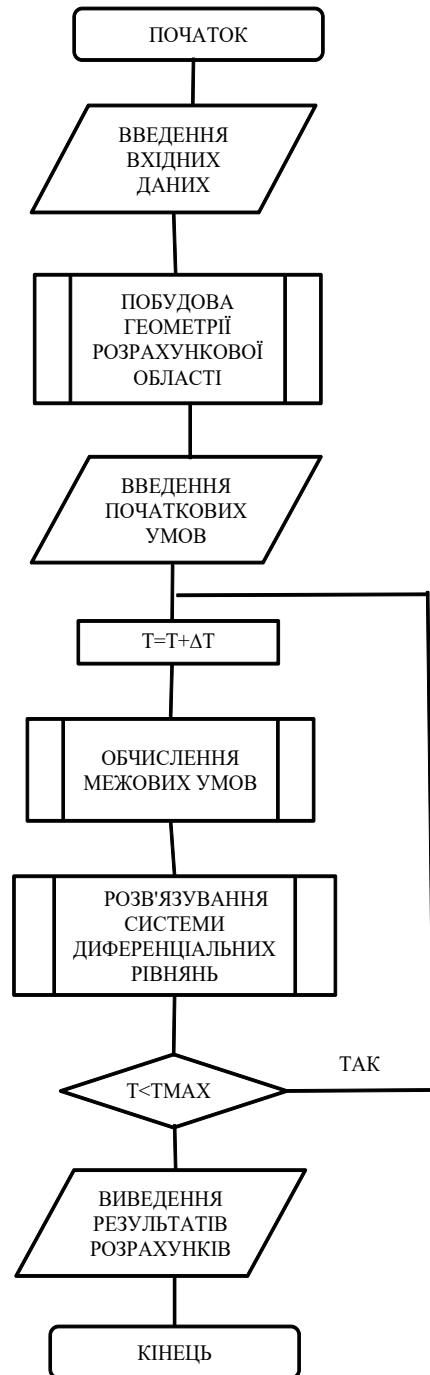 ПОЧАТОК
ВВЕДЕННЯ
ВХІДНИХ
ДАНИХ
ПОБУДОВА
ГЕОМЕТРІЇ
РОЗРАХУНКОВОЇ
ОБЛАСТІ
ВВЕДЕННЯ
ПОЧАТКОВИХ
УМОВ
T=T+ΔT
ОБЧИСЛЕННЯ
МЕЖОВИХ УМОВ
РОЗВ'ЯЗУВАННЯ
СИСТЕМИ
ДИФЕРЕНЦІАЛЬНИХ
РІВНЯНЬ
ТАК
T<TMAX
ВИВЕДЕННЯ
РЕЗУЛЬТАТІВ
РОЗРАХУНКІВ
КІНЕЦЬ